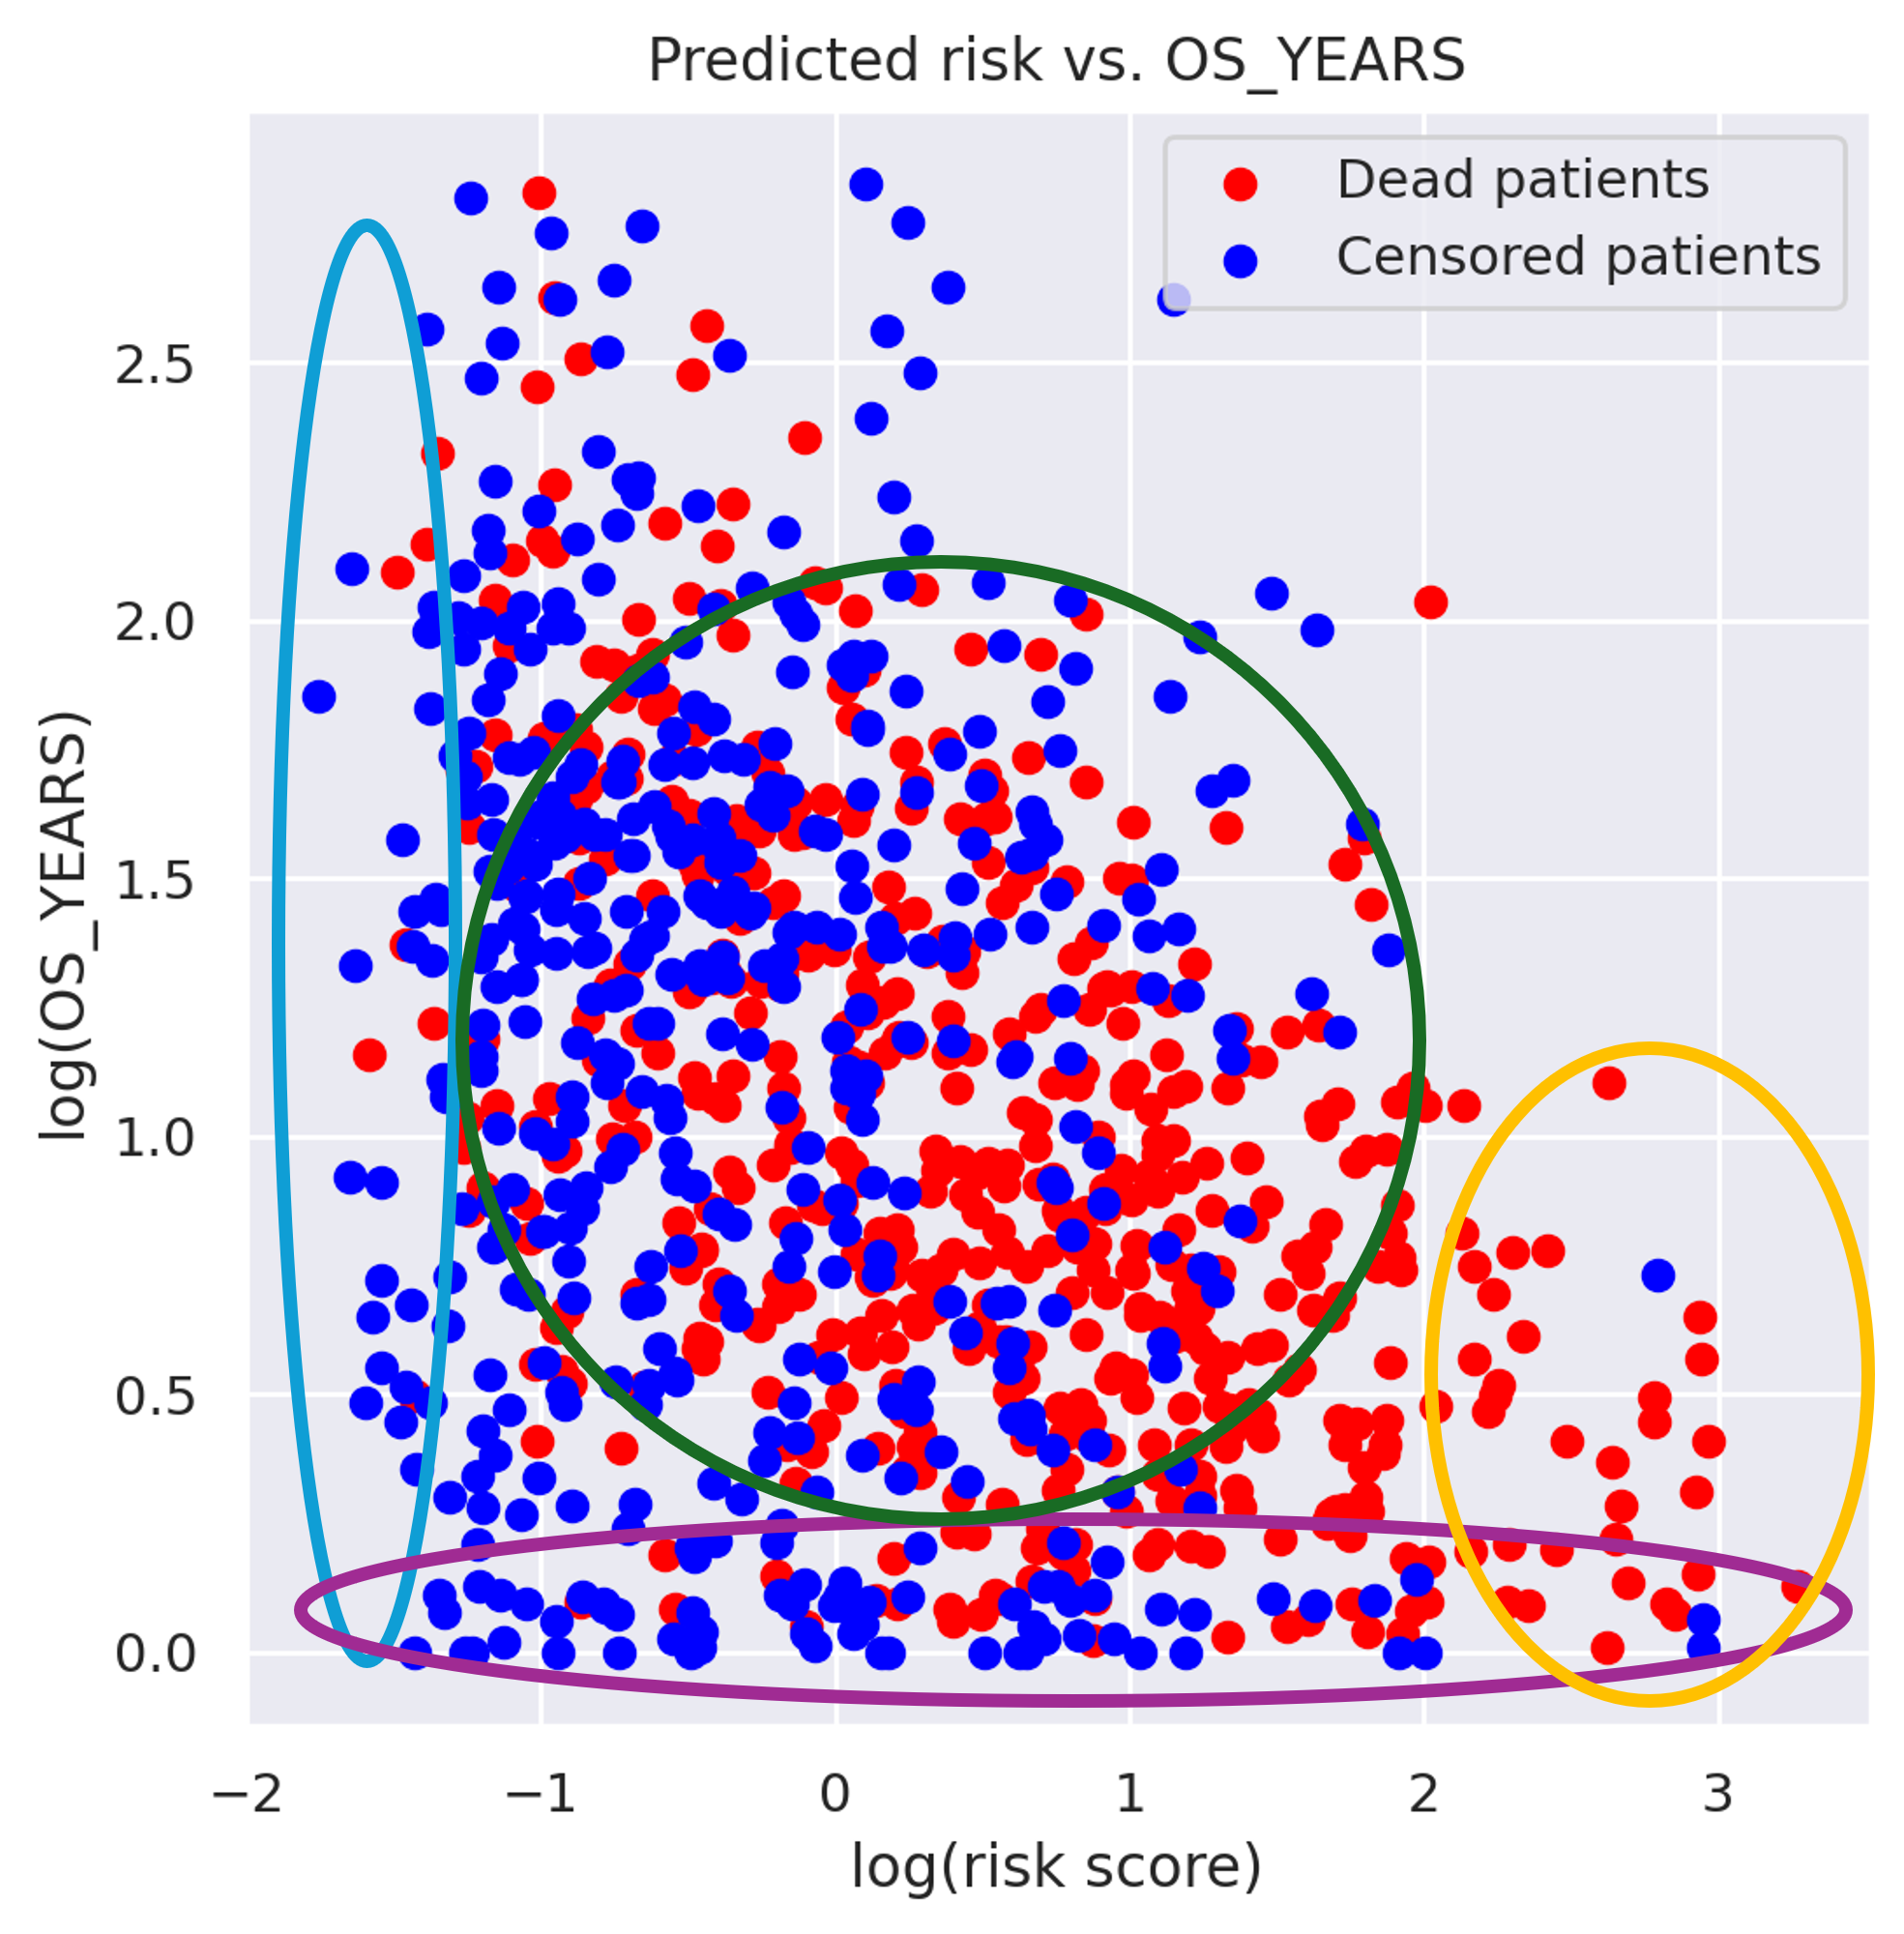 Predicted risk vs. OS_YEARS
Dead patients
Censored patients
log(OS_YEARS)
2.5
2.0
1.5
1.0
0.5
0.0
−2
−1
0
1
2
3
log(risk score)